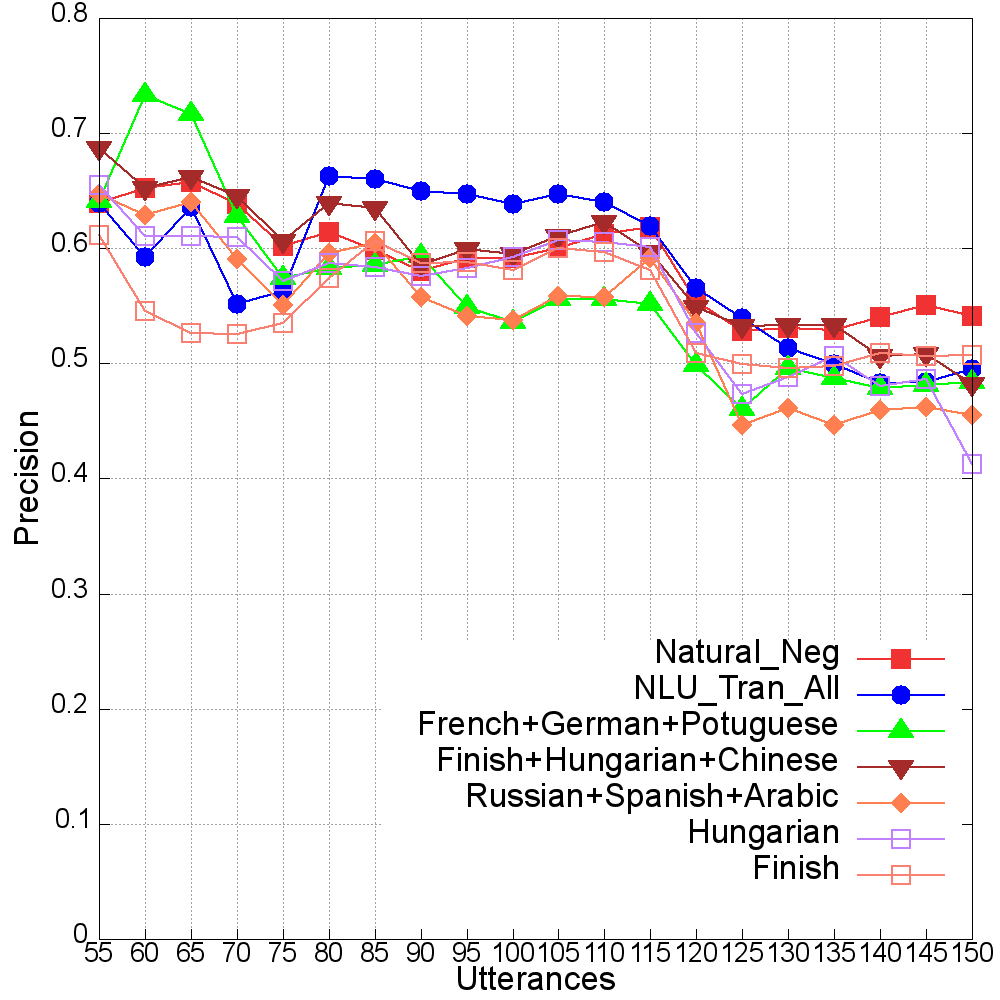 0.8
0.7
0.6
0.5
0.4
0.3
0.2
0.1
0
Precision
Natural_Neg
NLU_Tran_All
French+German+Potuguese
Finish+Hungarian+Chinese
Russian+Spanish+Arabic
Hungarian
Finish
55 60 65 70 75 80 85 90 95 100 105 110 115 120 125 130 135 140 145 150
Utterances